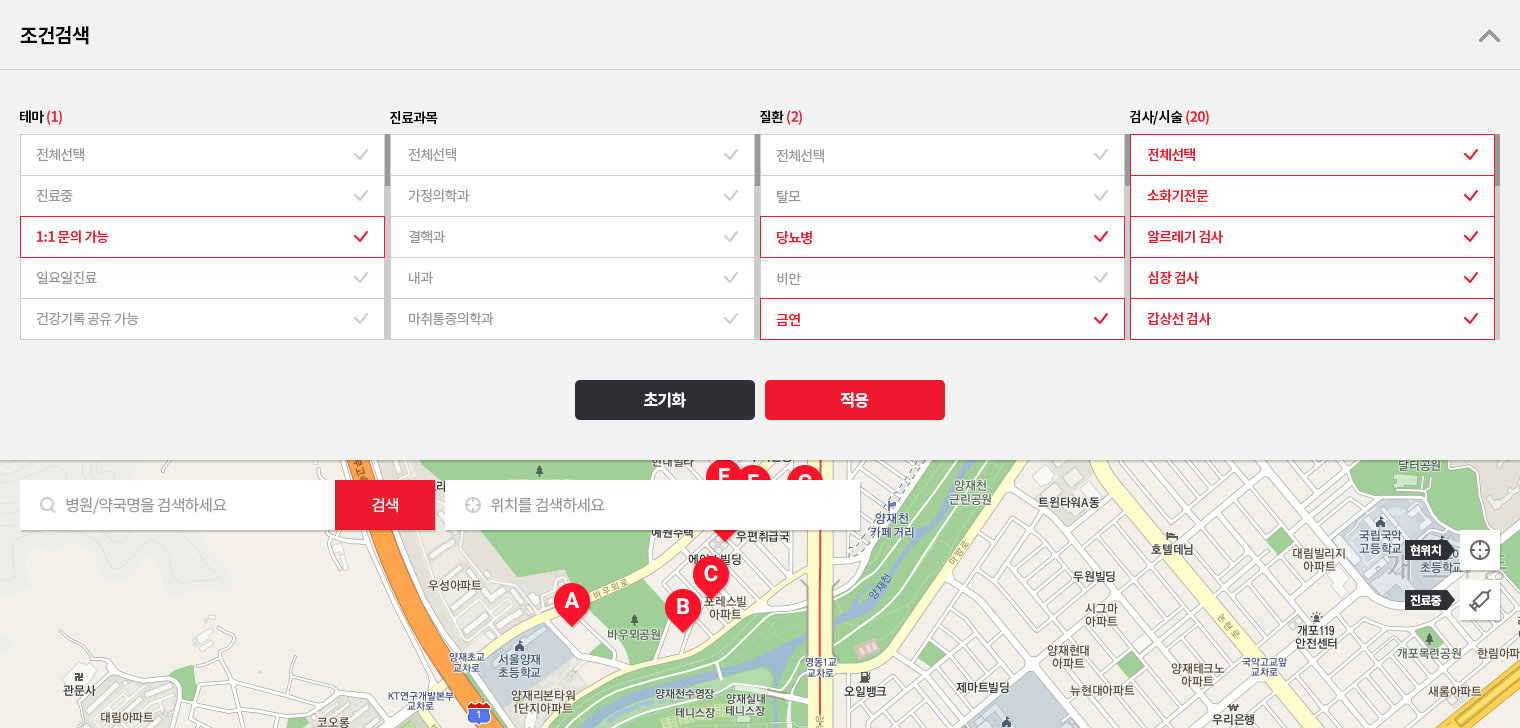 조건검색
테마 (1)
진료과목
질환 (2)
검사/시술 (20)
전체선택
전체선택
전체선택
전체선택
진료중
가정의학과
탈모
소화기전문
1:1 문의 가능
결핵과
당뇨병
알르레기 검사
일요일진료
내과
비만
심장 검사
건강기록 공유 가능
마취통증의학과
금연
갑상선 검사
초기화
적용
병원/약국명을 검색하세요
검색
위치를 검색하세요
달터공원
양재천
근린공원
트윈타워A동
양재천
카페거리
예원주택
우편취급국
호텔데님
국립국악
고등학교
현위치
초등학교
대림빌리지
아파트
우성아파트
바우뫼로
C
포레스빌
아파트
A
B
바우뫼공원
마방로
양재천
두원빌딩
시그마
아파트
진료중
논현로
개포119
안전센터
개포목련공원
한림아파
양재초교
교차로
서울양재
초등학교
영동1교
교차로
양재현대
아파트
국악고교앞
교차로
양재테크노
아파트
관문사
KT연구개발본부
교차로
양재리본타워
1단지아파트
양재천수영장
테니스장
양재실내
테니스장
오일뱅크
제마트빌딩
뉴현대아파트
새롬아파트
대림아파트
코오롱
1
우리은행